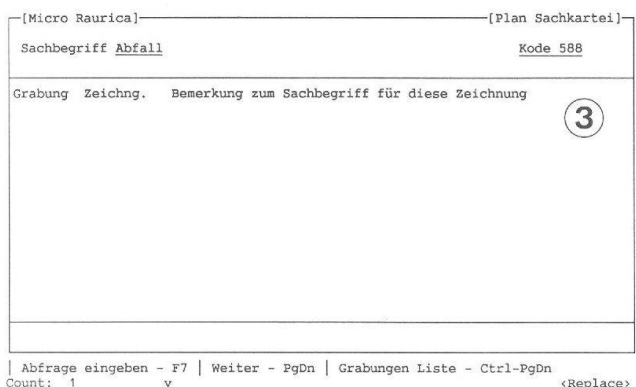 [Micro Raurica] [Plan Sachkartei]
Sachbegriff Abfall Kode 588
Grabung Zeichng. Bemerkung zum Sachbegriff für diese Zeichnung
3
| Abfrage eingeben - F7 | Weiter - PgDn | Grabungen Liste - Ctrl-PgDn
Count: 1 v <Replace>